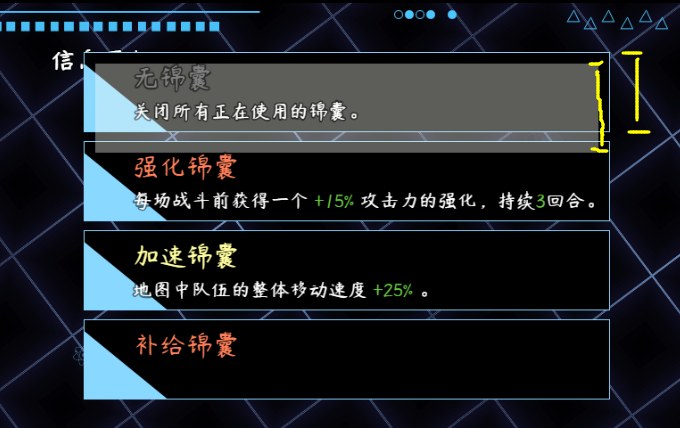 信息
无锦囊
关闭所有正在使用的锦囊。
强化锦囊
每场战斗前获得一个 +15% 攻击力的强化，持续3回合。
加速锦囊
地图中队伍的整体移动速度 +25% 。
补给锦囊